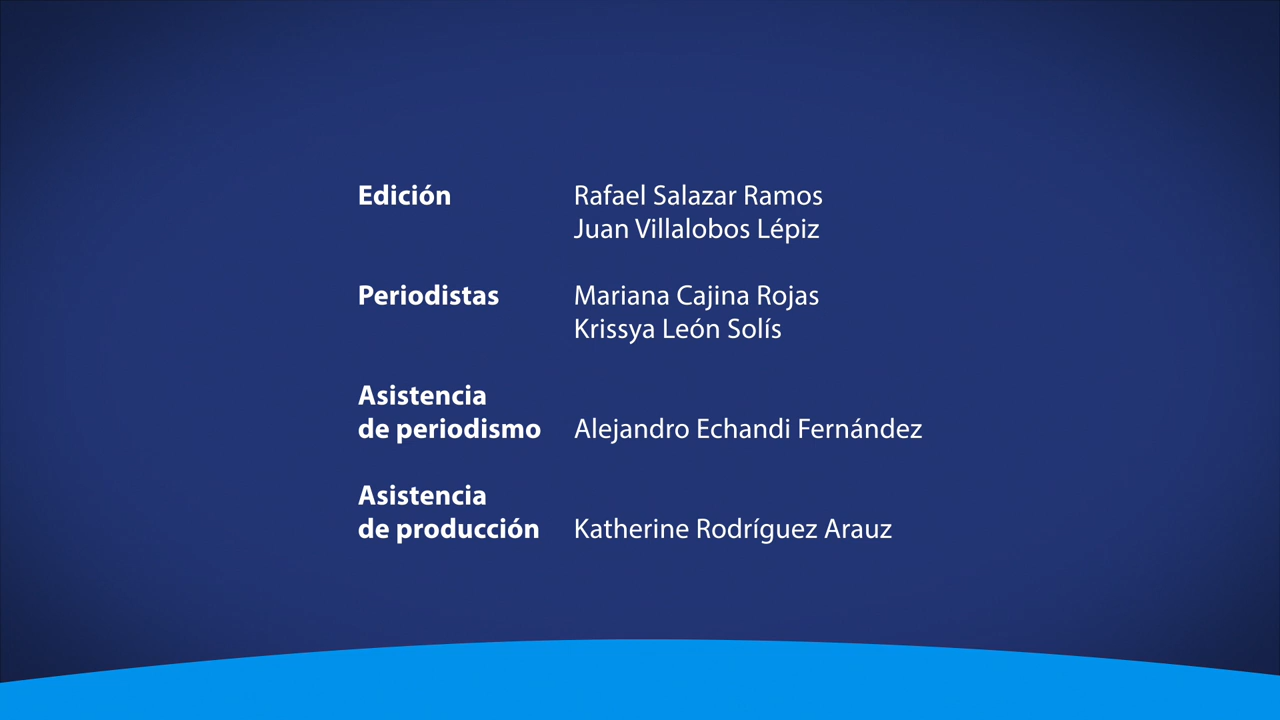 Edición Rafael Salazar Ramos
Juan Villalobos Lépiz
Periodistas Mariana Cajina Rojas
Krissya León Solís
Asistencia
de periodismo Alejandro Echandi Fernández
Asistencia
de producción Katherine Rodríguez Arauz